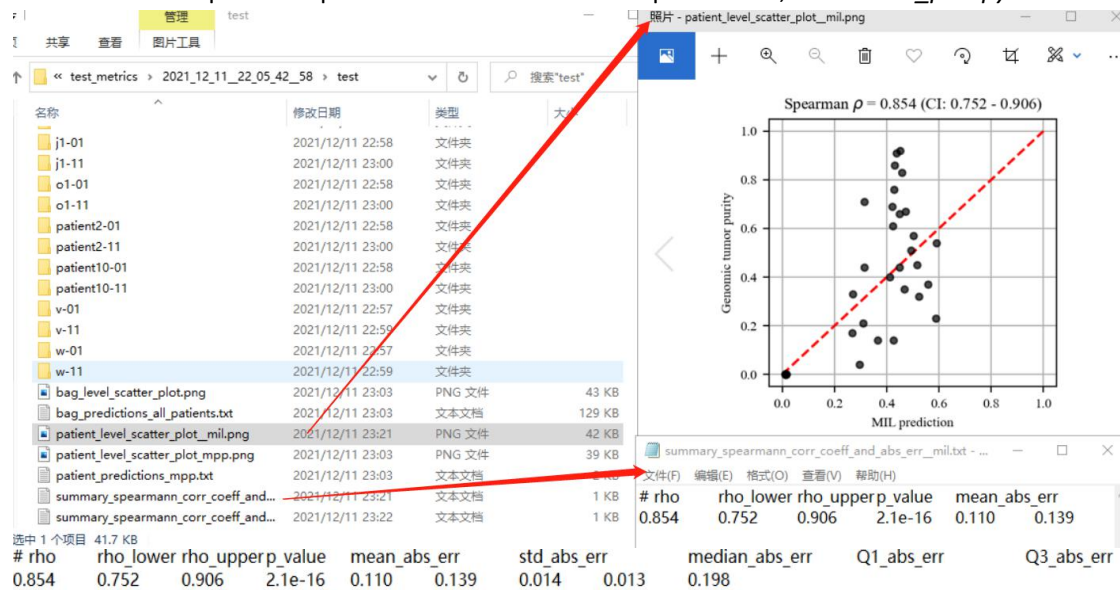 管理 test
共享 查看 图片工具
« test_metrics › 2021_12_11__22_05_42__58 › test
搜索"test"
名称 修改日期 类型 大小
j1-01 2021/12/11 22:58 文件夹
j1-11 2021/12/11 23:00 文件夹
o1-01 2021/12/11 22:58 文件夹
o1-11 2021/12/11 23:00 文件夹
patient2-01 2021/12/11 22:58 文件夹
patient2-11 2021/12/11 23:00 文件夹
patient10-01 2021/12/11 22:58 文件夹
patient10-11 2021/12/11 23:00 文件夹
v-01 2021/12/11 22:57 文件夹
v-11 2021/12/11 22:59 文件夹
w-01 2021/12/11 22:57 文件夹
w-11 2021/12/11 22:59 文件夹
bag_level_scatter_plot.png 2021/12/11 23:03 PNG 文件 43 KB
bag_predictions_all_patients.txt 2021/12/11 23:03 文本文档 129 KB
patient_level_scatter_plot__mil.png 2021/12/11 23:21 PNG 文件 42 KB
patient_level_scatter_plot_mpp.png 2021/12/11 23:03 PNG 文件 39 KB
patient_predictions_mpp.txt 2021/12/11 23:03 文本文档 2 KB
summary_spearmann_corr_coeff_and... 2021/12/11 23:21 文本文档 1 KB
summary_spearmann_corr_coeff_and... 2021/12/11 23:22 文本文档 1 KB
选中 1 个项目 41.7 KB
照片 - patient_level_scatter_plot__mil.png
Spearman ρ = 0.854 (CI: 0.752 - 0.906)
Genomic tumor purity
1.0
0.8
0.6
0.4
0.2
0.0
0.0 0.2 0.4 0.6 0.8 1.0
MIL prediction
summary_spearmann_corr_coeff_and_abs_err__mil.txt - ...
文件(F) 编辑(E) 格式(O) 查看(V) 帮助(H)
# rho rho_lower rho_upper p_value mean_abs_err
0.854 0.752 0.906 2.1e-16 0.110 0.139
# rho rho_lower rho_upper p_value mean_abs_err std_abs_err median_abs_err Q1_abs_err Q3_abs_err
0.854 0.752 0.906 2.1e-16 0.110 0.139 0.014 0.013 0.198